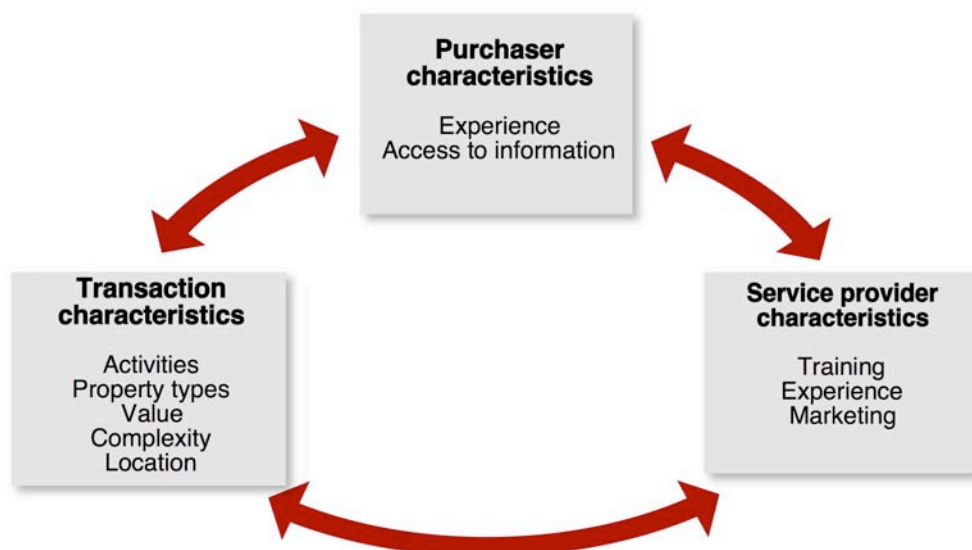 Purchaser
characteristics
Experience
Access to information
Transaction
characteristics
Activities
Property types
Value
Complexity
Location
Service provider
characteristics
Training
Experience
Marketing